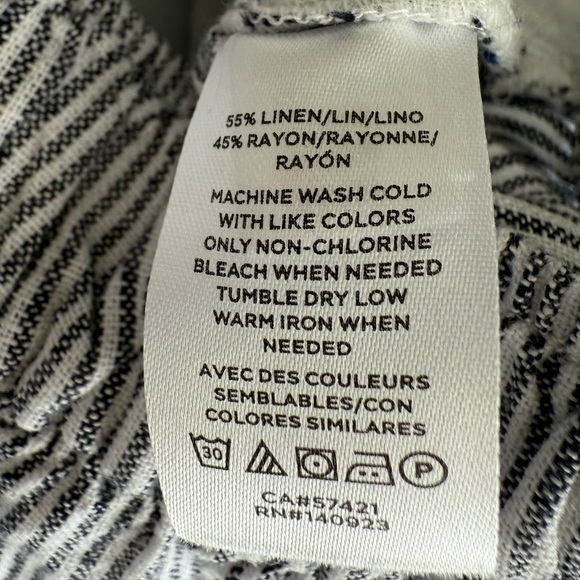 55% LINEN/LIN/LINO
45% RAYON/RAYONNE/
RAYÓN
MACHINE WASH COLD
WITH LIKE COLORS
ONLY NON-CHLORINE
BLEACH WHEN NEEDED
TUMBLE DRY LOW
WARM IRON WHEN
NEEDED
AVEC DES COULEURS
SEMBLABLES/CON
COLORES SIMILARES
30 P
CA#57421
RN#140923